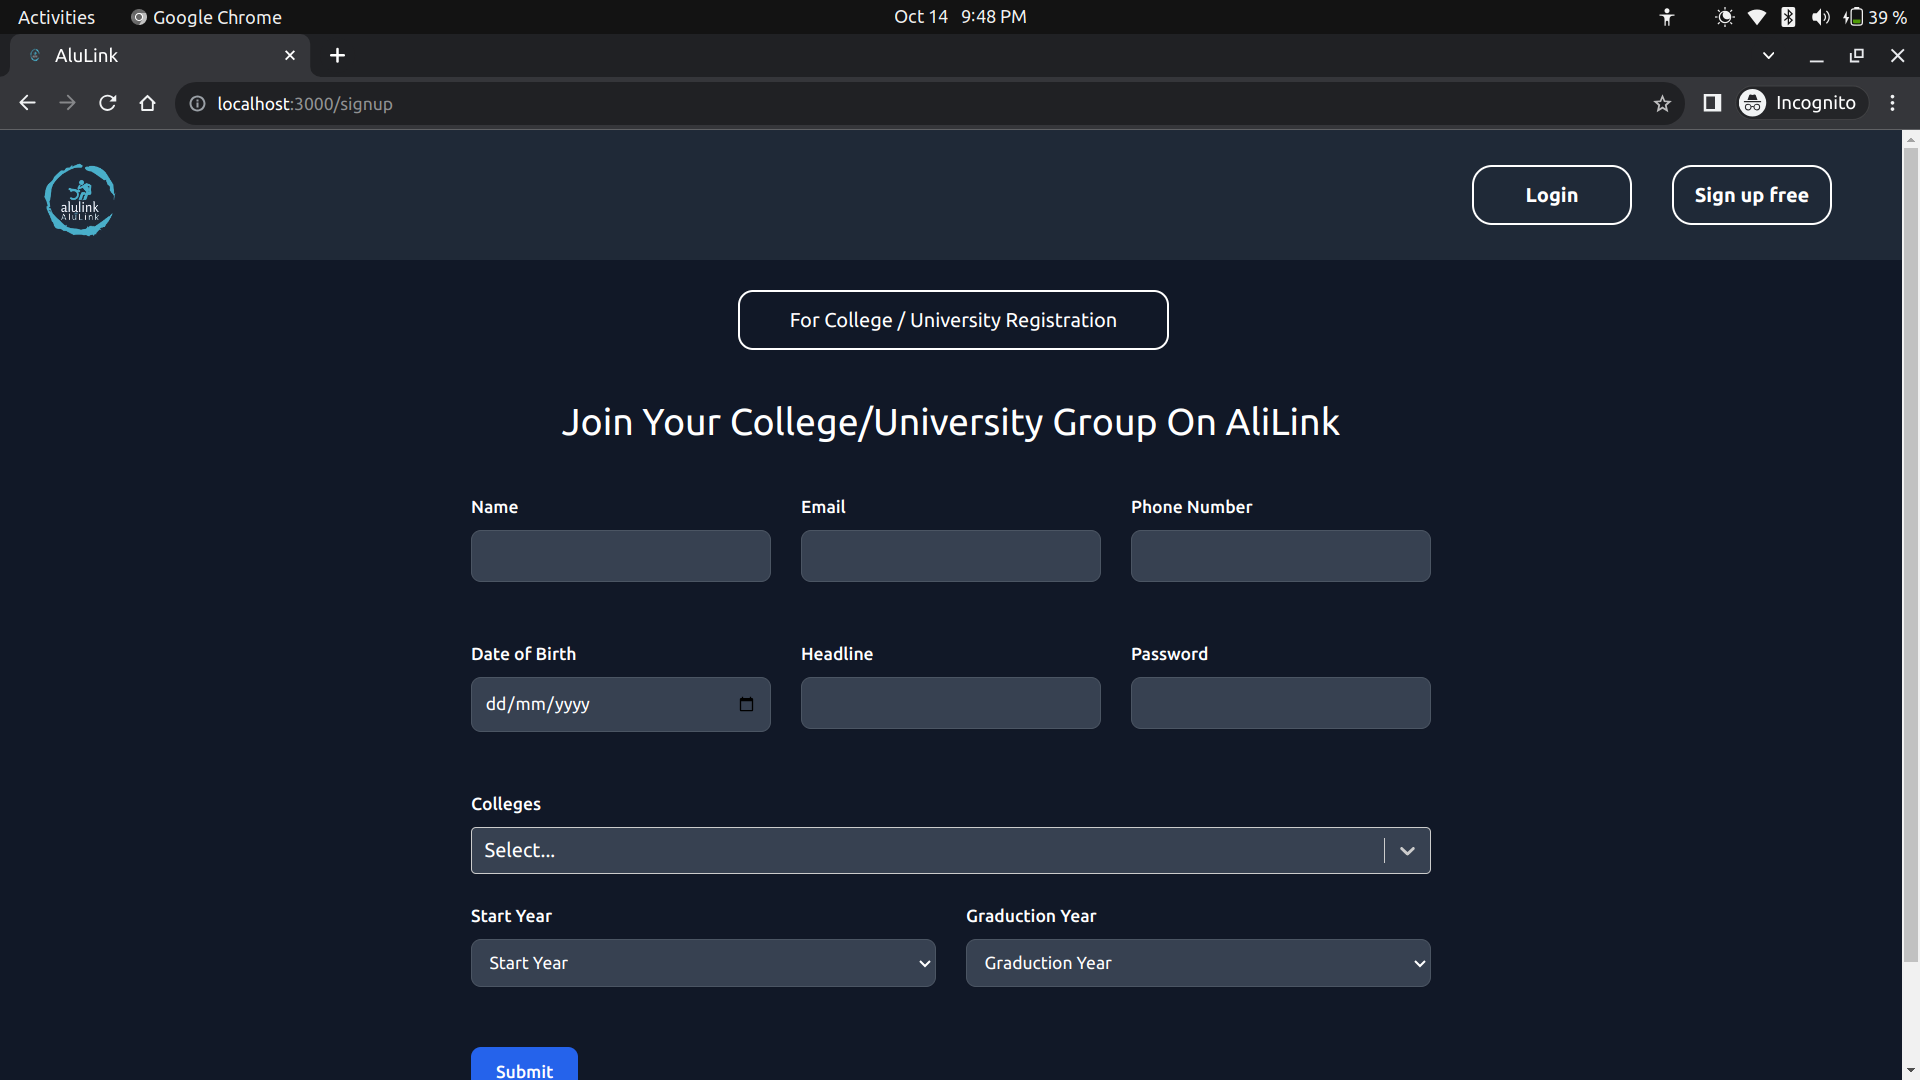 Activities Google Chrome Oct 14 9:48 PM 39 %
AluLink
localhost:3000/signup Incognito
alulink
AluLink
Login Sign up free
For College / University Registration
Join Your College/University Group On AliLink
Name Email Phone Number
Date of Birth Headline Password
dd/mm/yyyy
Colleges
Select...
Start Year Graduction Year
Start Year Graduction Year
Submit